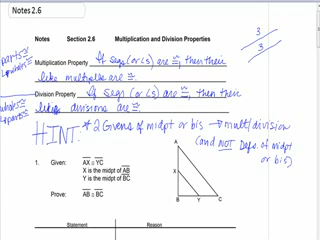 Notes 2.6
Notes Section 2.6 Multiplication and Division Properties
3
3
parts ≅
↳ wholes ≅
Multiplication Property If segs (or ∠s) are ≅, then their
like multiples are ≅.
wholes ≅
↳ parts ≅
Division Property If segs (or ∠s) are ≅, then their
like divisions are ≅.
HINT: * 2 Givens of midpt or bis → mult/division
(and NOT Defs. of midpt
or bis)
1. Given: AX ≅ YC
X is the midpt of AB
Y is the midpt of BC
Prove: AB ≅ BC
A
X
B Y C
Statement Reason